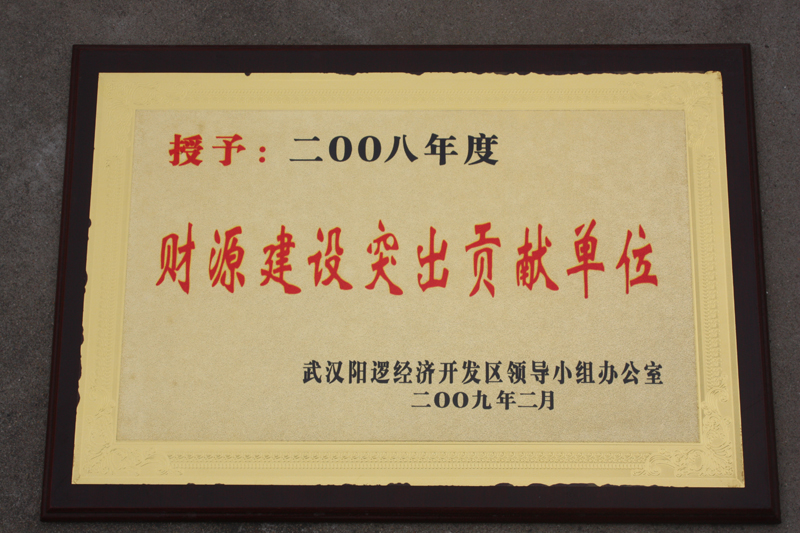 授予：二OO八年度
财源建设突出贡献单位
武汉阳逻经济开发区领导小组办公室
二OO九年二月